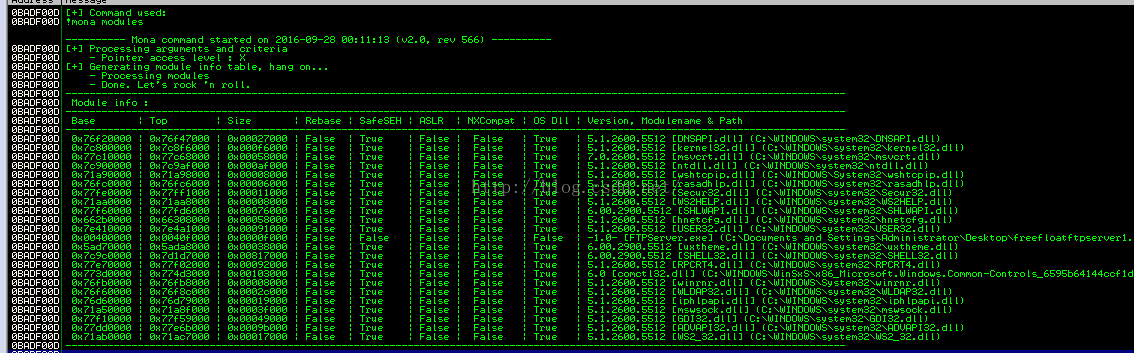 Address Message
0BADF00D [+] Command used:
0BADF00D !mona modules
---------- Mona command started on 2016-09-28 00:11:13 (v2.0, rev 566) ----------
0BADF00D [+] Processing arguments and criteria
0BADF00D - Pointer access level : X
0BADF00D [+] Generating module info table, hang on...
0BADF00D - Processing modules
0BADF00D - Done. Let's rock 'n roll.
0BADF00D
0BADF00D Module info :
0BADF00D
0BADF00D Base | Top | Size | Rebase | SafeSEH | ASLR | NXCompat | OS Dll | Version, Modulename & Path
0BADF00D
0BADF00D 0x76f20000 | 0x76f47000 | 0x00027000 | False | True | False | False | True | 5.1.2600.5512 [DNSAPI.dll] (C:\WINDOWS\system32\DNSAPI.dll)
0BADF00D 0x7c800000 | 0x7c8f6000 | 0x000f6000 | False | True | False | False | True | 5.1.2600.5512 [kernel32.dll] (C:\WINDOWS\system32\kernel32.dll)
0BADF00D 0x77c10000 | 0x77c68000 | 0x00058000 | False | True | False | False | True | 7.0.2600.5512 [msvcrt.dll] (C:\WINDOWS\system32\msvcrt.dll)
0BADF00D 0x7c900000 | 0x7c9af000 | 0x000af000 | False | True | False | False | True | 5.1.2600.5512 [ntdll.dll] (C:\WINDOWS\system32\ntdll.dll)
0BADF00D 0x71a90000 | 0x71a98000 | 0x00008000 | False | True | False | False | True | 5.1.2600.5512 [wshtcpip.dll] (C:\WINDOWS\System32\wshtcpip.dll)
0BADF00D 0x76fc0000 | 0x76fc6000 | 0x00006000 | False | True | False | False | True | 5.1.2600.5512 [rasadhlp.dll] (C:\WINDOWS\system32\rasadhlp.dll)
0BADF00D 0x77fe0000 | 0x77ff1000 | 0x00011000 | False | True | False | False | True | 5.1.2600.5512 [Secur32.dll] (C:\WINDOWS\system32\Secur32.dll)
0BADF00D 0x71aa0000 | 0x71aa8000 | 0x00008000 | False | True | False | False | True | 5.1.2600.5512 [WS2HELP.dll] (C:\WINDOWS\system32\WS2HELP.dll)
0BADF00D 0x77f60000 | 0x77fd6000 | 0x00076000 | False | True | False | False | True | 6.00.2900.5512 [SHLWAPI.dll] (C:\WINDOWS\system32\SHLWAPI.dll)
0BADF00D 0x662b0000 | 0x66308000 | 0x00058000 | False | True | False | False | True | 5.1.2600.5512 [hnetcfg.dll] (C:\WINDOWS\system32\hnetcfg.dll)
0BADF00D 0x7e410000 | 0x7e4a1000 | 0x00091000 | False | True | False | False | True | 5.1.2600.5512 [USER32.dll] (C:\WINDOWS\system32\USER32.dll)
0BADF00D 0x00400000 | 0x0040f000 | 0x0000f000 | False | False | False | False | False | -1.0- [FTPServer.exe] (C:\Documents and Settings\Administrator\Desktop\freefloatftpserver1.
0BADF00D 0x5ad70000 | 0x5ada8000 | 0x00038000 | False | True | False | False | True | 6.00.2900.5512 [uxtheme.dll] (C:\WINDOWS\system32\uxtheme.dll)
0BADF00D 0x7c9c0000 | 0x7d1d7000 | 0x00817000 | False | True | False | False | True | 6.00.2900.5512 [SHELL32.dll] (C:\WINDOWS\system32\SHELL32.dll)
0BADF00D 0x77e70000 | 0x77f02000 | 0x00092000 | False | True | False | False | True | 5.1.2600.5512 [RPCRT4.dll] (C:\WINDOWS\system32\RPCRT4.dll)
0BADF00D 0x773d0000 | 0x774d3000 | 0x00103000 | False | True | False | False | True | 6.0 [comctl32.dll] (C:\WINDOWS\WinSxS\x86_Microsoft.Windows.Common-Controls_6595b64144ccf1d
0BADF00D 0x76fb0000 | 0x76fb8000 | 0x00008000 | False | True | False | False | True | 5.1.2600.5512 [winrnr.dll] (C:\WINDOWS\System32\winrnr.dll)
0BADF00D 0x76f60000 | 0x76f8c000 | 0x0002c000 | False | True | False | False | True | 5.1.2600.5512 [WLDAP32.dll] (C:\WINDOWS\system32\WLDAP32.dll)
0BADF00D 0x76d60000 | 0x76d79000 | 0x00019000 | False | True | False | False | True | 5.1.2600.5512 [iphlpapi.dll] (C:\WINDOWS\system32\iphlpapi.dll)
0BADF00D 0x71a50000 | 0x71a8f000 | 0x0003f000 | False | True | False | False | True | 5.1.2600.5512 [mswsock.dll] (C:\WINDOWS\system32\mswsock.dll)
0BADF00D 0x77f10000 | 0x77f59000 | 0x00049000 | False | True | False | False | True | 5.1.2600.5512 [GDI32.dll] (C:\WINDOWS\system32\GDI32.dll)
0BADF00D 0x77dd0000 | 0x77e6b000 | 0x0009b000 | False | True | False | False | True | 5.1.2600.5512 [ADVAPI32.dll] (C:\WINDOWS\system32\ADVAPI32.dll)
0BADF00D 0x71ab0000 | 0x71ac7000 | 0x00017000 | False | True | False | False | True | 5.1.2600.5512 [WS2_32.dll] (C:\WINDOWS\system32\WS2_32.dll)
0BADF00D